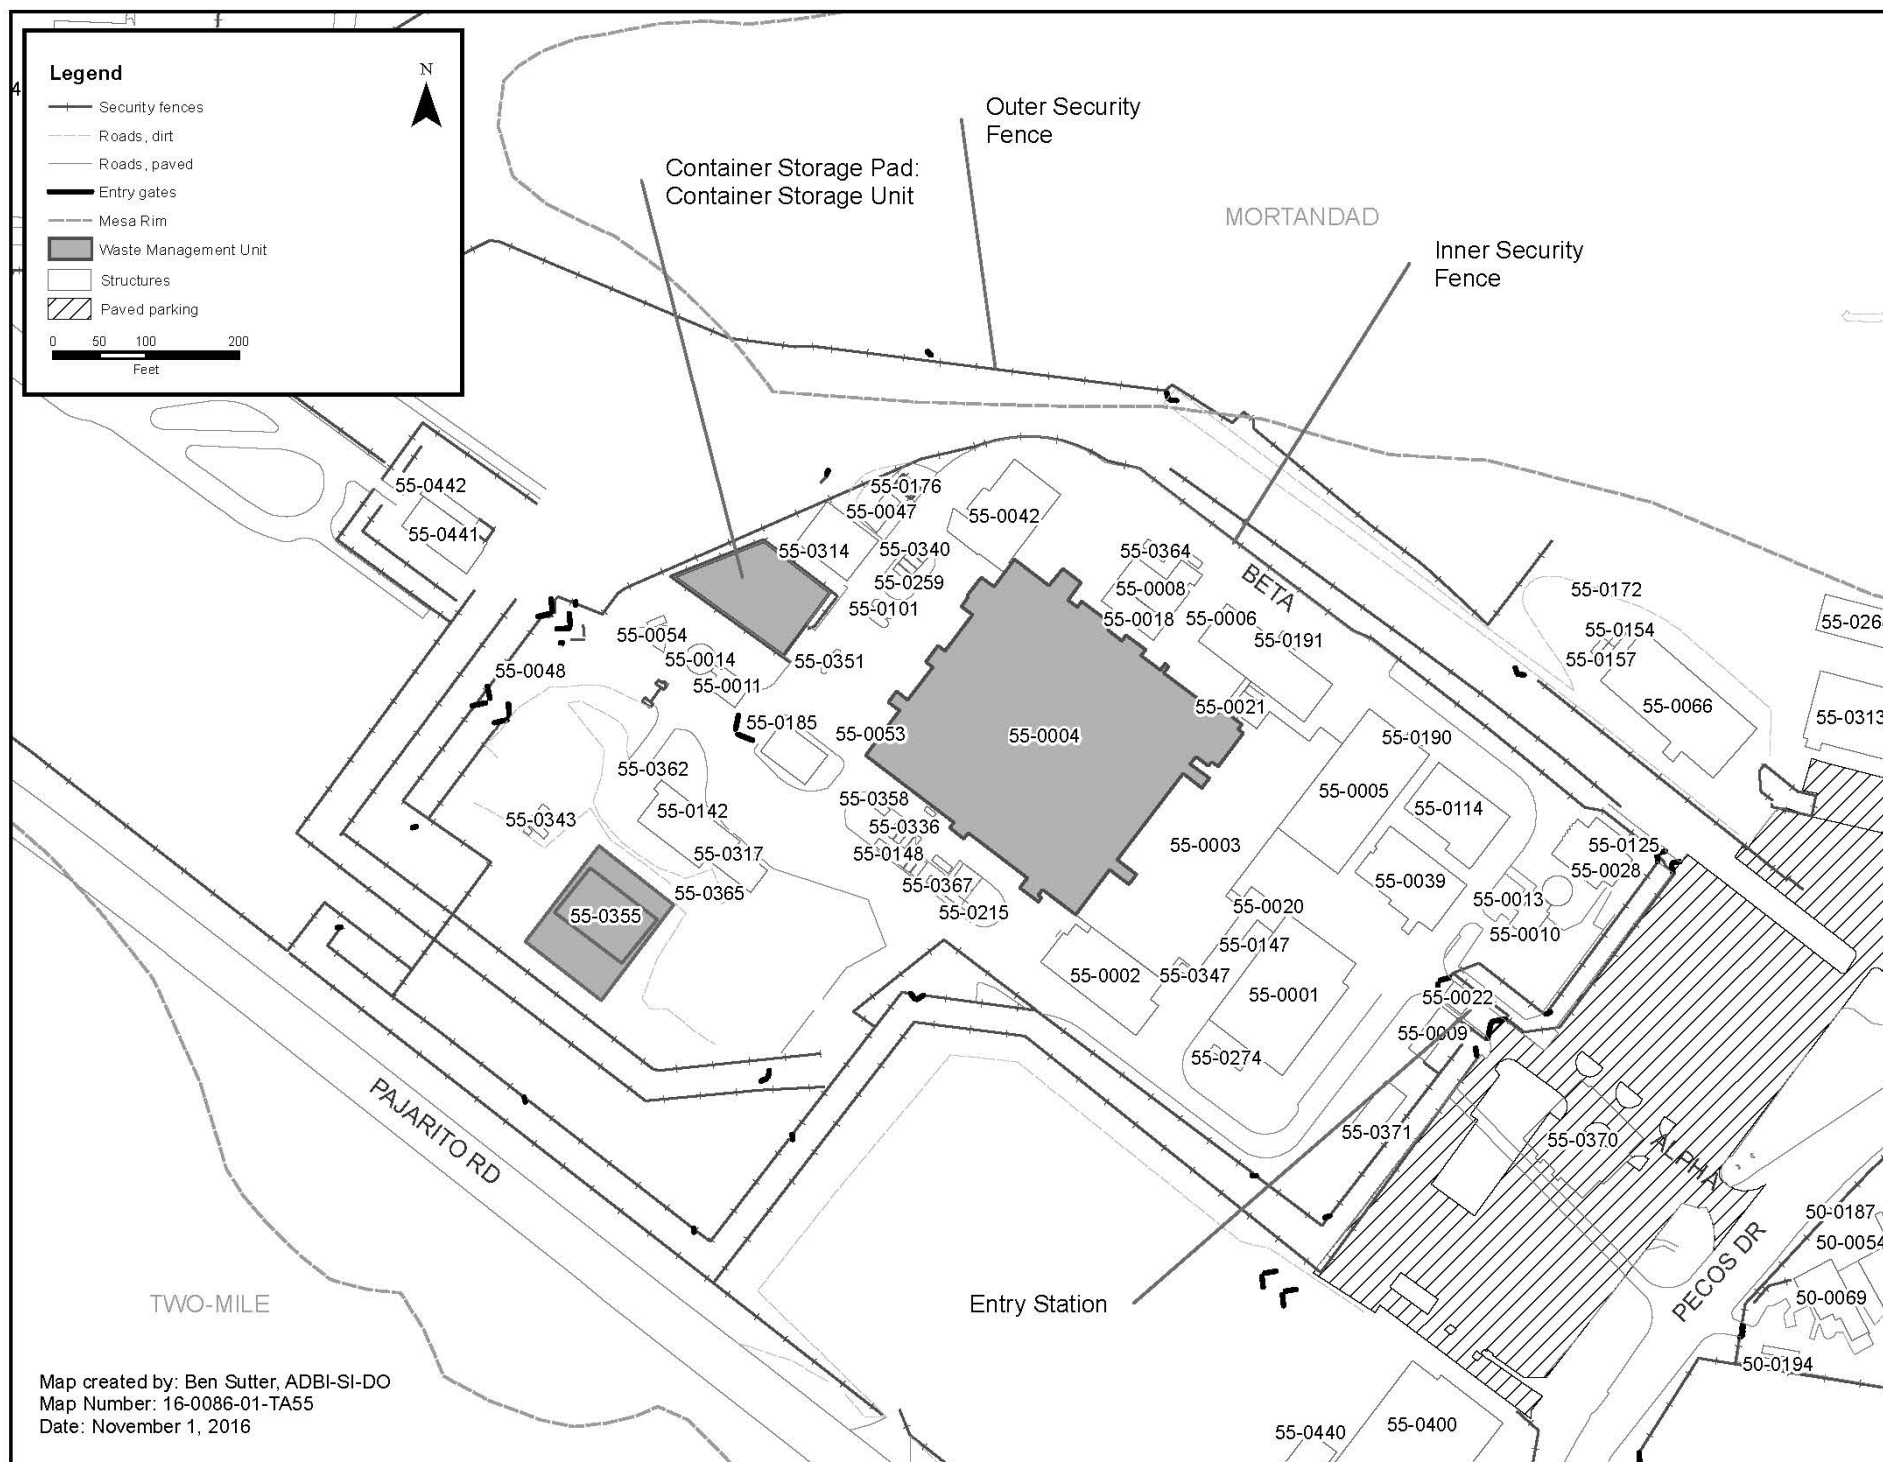 Legend
N
Security fences
Roads, dirt
Roads, paved
Entry gates
Mesa Rim
Waste Management Unit
Structures
Paved parking
0 50 100 200
Feet
4
Outer Security
Fence
Container Storage Pad:
Container Storage Unit
MORTANDAD
Inner Security
Fence
55-0442
55-0441
55-0176
55-0047
55-0042
55-0314
55-0340
55-0259
55-0101
55-0364
55-0008
55-0018
55-0006
55-0191
BETA
55-0172
55-0154
55-0157
55-0066
55-026
55-0313
55-0054
55-0014
55-0011
55-0351
55-0048
55-0185
55-0053
55-0004
55-0021
55-0190
55-0362
55-0142
55-0343
55-0317
55-0365
55-0355
55-0358
55-0336
55-0148
55-0367
55-0215
55-0005
55-0114
55-0003
55-0039
55-0125
55-0028
55-0013
55-0010
55-0020
55-0147
55-0002
55-0347
55-0001
55-0022
55-0009
55-0274
55-0371
55-0370
ALPHA
PAJARITO RD
PECOS DR
50-0187
50-0054
50-0069
50-0194
Entry Station
TWO-MILE
55-0440
55-0400
Map created by: Ben Sutter, ADBI-SI-DO
Map Number: 16-0086-01-TA55
Date: November 1, 2016